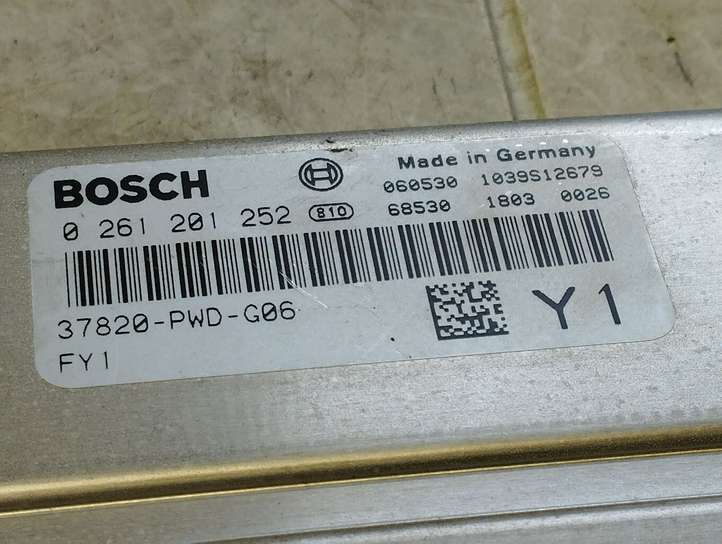 BOSCH Made in Germany
060530 1039S12679
0 261 201 252 810 68530 1803 0026
37820-PWD-G06
FY1
Y1